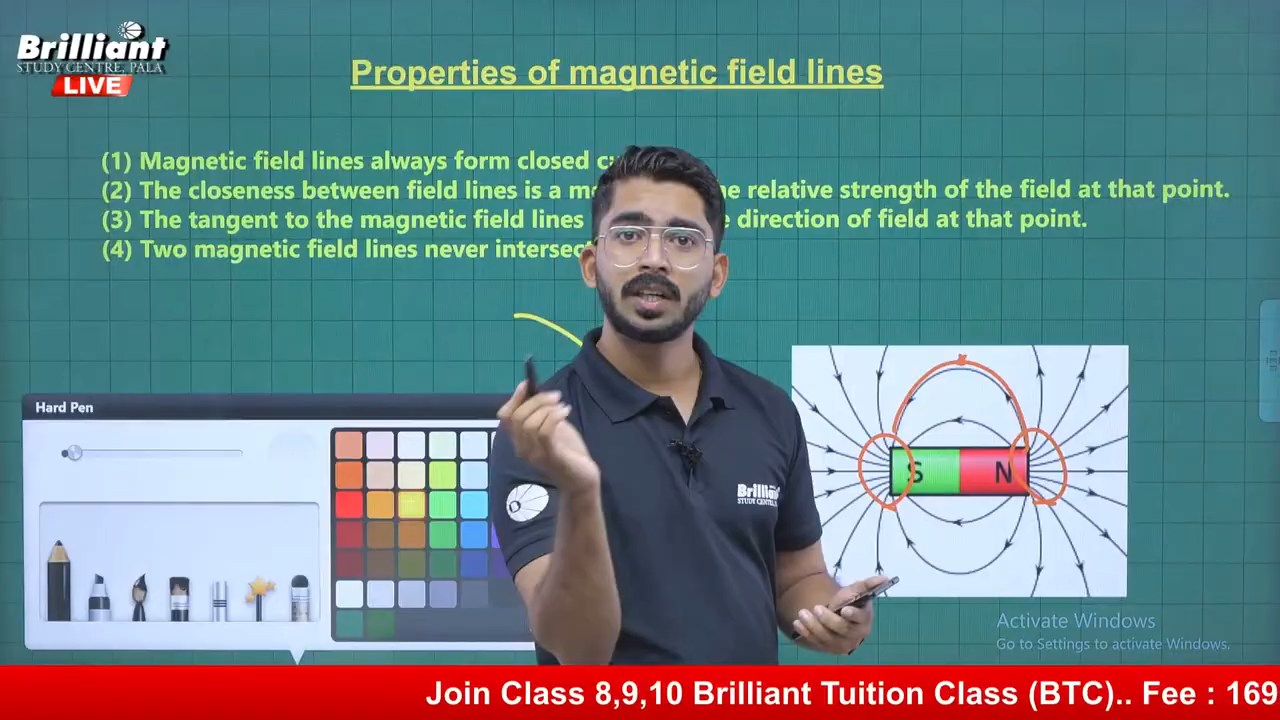 Brilliant
STUDY CENTRE, PALA
LIVE
Properties of magnetic field lines
(1) Magnetic field lines always form closed
(2) The closeness between field lines is a relative strength of the field at that point.
(3) The tangent to the magnetic field lines direction of field at that point.
(4) Two magnetic field lines never intersect
Hard Pen
S N
Brilliant
STUDY CENTRE,
Activate Windows
Go to Settings to activate Windows.
Join Class 8,9,10 Brilliant Tuition Class (BTC).. Fee : 169